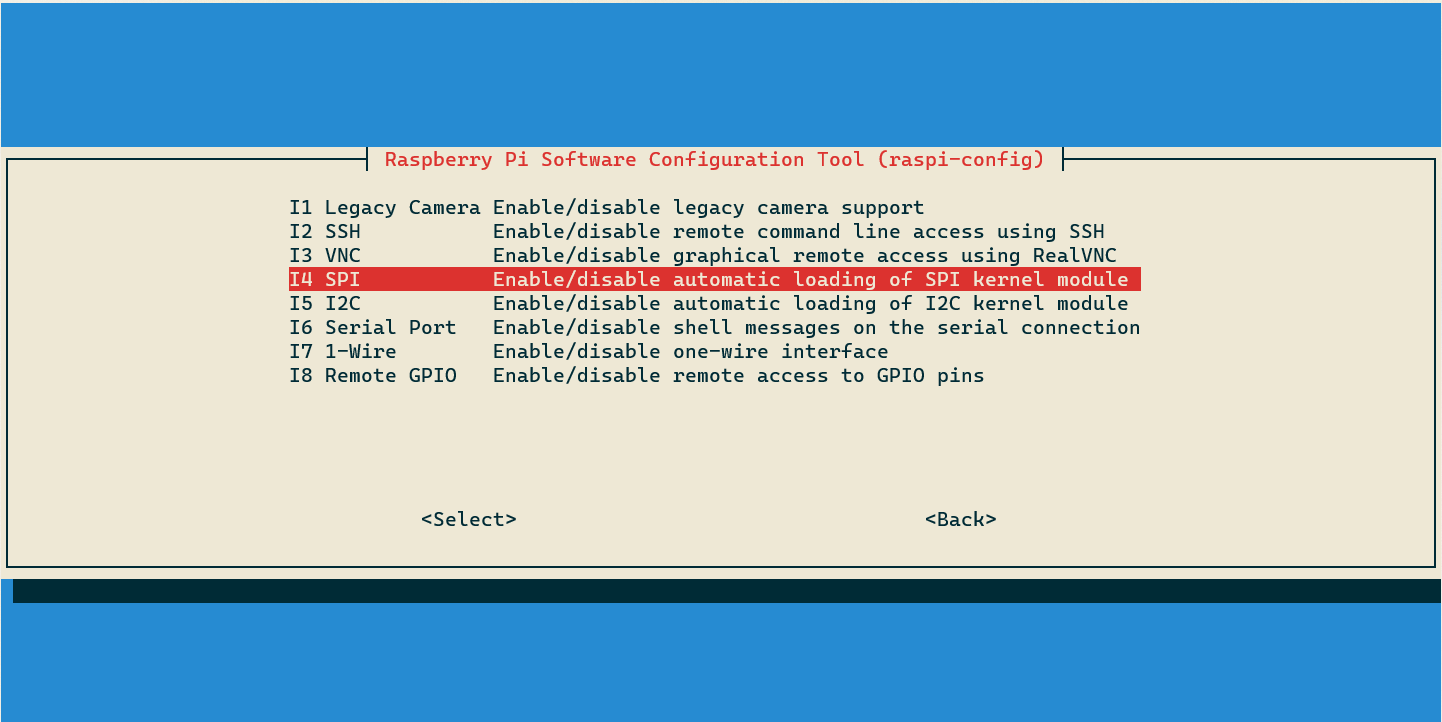 Raspberry Pi Software Configuration Tool (raspi-config)
I1 Legacy Camera Enable/disable legacy camera support
I2 SSH Enable/disable remote command line access using SSH
I3 VNC Enable/disable graphical remote access using RealVNC
I4 SPI Enable/disable automatic loading of SPI kernel module
I5 I2C Enable/disable automatic loading of I2C kernel module
I6 Serial Port Enable/disable shell messages on the serial connection
I7 1-Wire Enable/disable one-wire interface
I8 Remote GPIO Enable/disable remote access to GPIO pins
<Select> <Back>